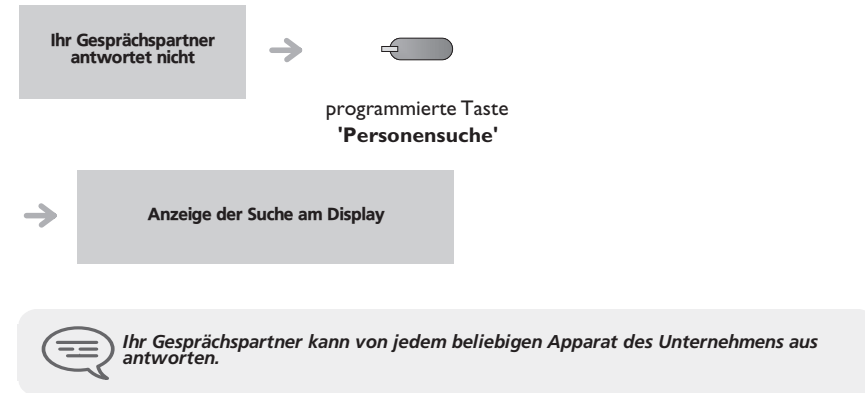 Ihr Gesprächspartner
antwortet nicht
programmierte Taste
'Personensuche'
Anzeige der Suche am Display
Ihr Gesprächspartner kann von jedem beliebigen Apparat des Unternehmens aus
antworten.